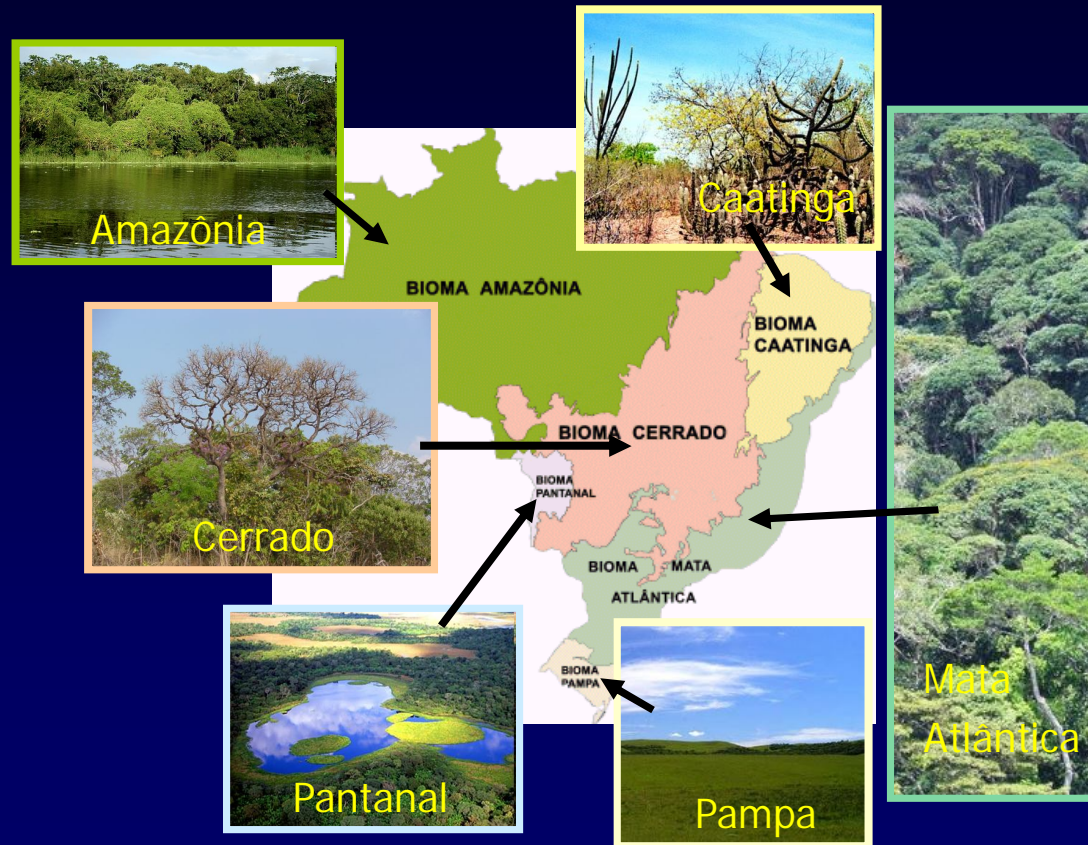 Amazônia
Caatinga
BIOMA AMAZÔNIA
BIOMA
CAATINGA
BIOMA CERRADO
BIOMA
PANTANAL
Cerrado
BIOMA MATA
ATLÂNTICA
BIOMA
PAMPA
Mata
Atlântica
Pantanal
Pampa